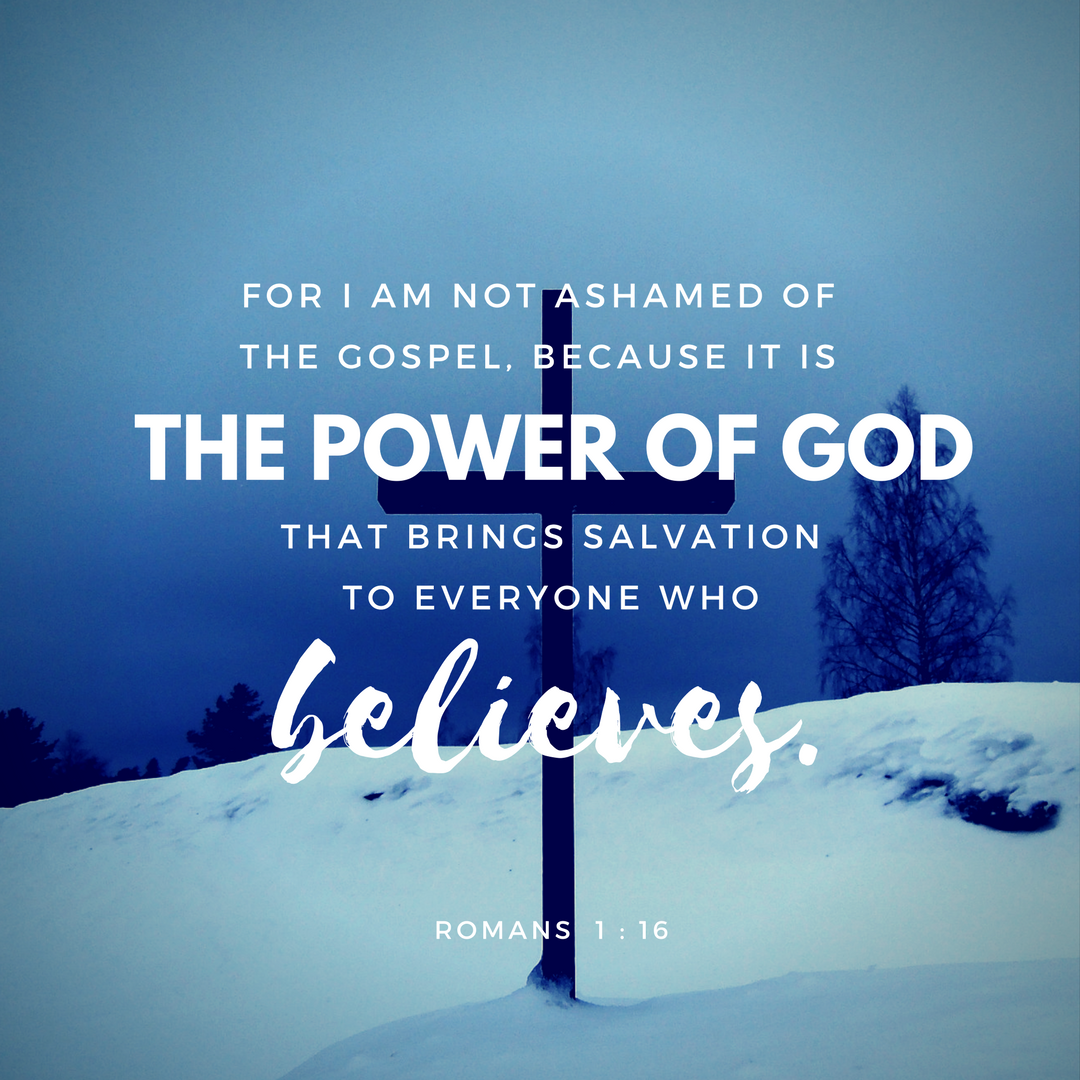 FOR I AM NOT ASHAMED OF
THE GOSPEL, BECAUSE IT IS
THE POWER OF GOD
THAT BRINGS SALVATION
TO EVERYONE WHO
believes.
ROMANS 1 : 16